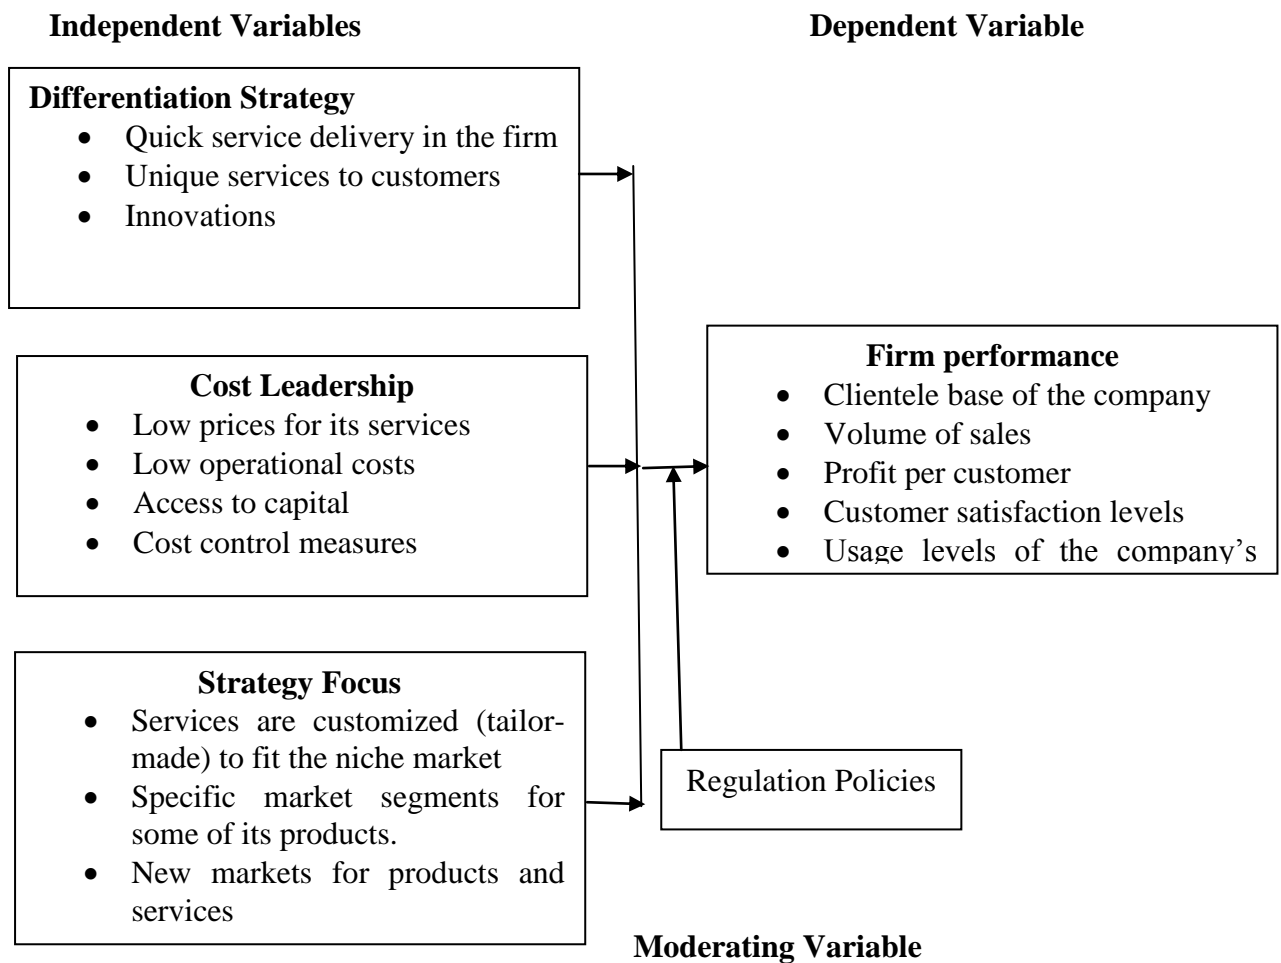 Independent Variables
Dependent Variable
Differentiation Strategy
• Quick service delivery in the firm
• Unique services to customers
• Innovations
Cost Leadership
• Low prices for its services
• Low operational costs
• Access to capital
• Cost control measures
Firm performance
• Clientele base of the company
• Volume of sales
• Profit per customer
• Customer satisfaction levels
• Usage levels of the company’s
Strategy Focus
• Services are customized (tailor-
made) to fit the niche market
• Specific market segments for
some of its products.
• New markets for products and
services
Regulation Policies
Moderating Variable